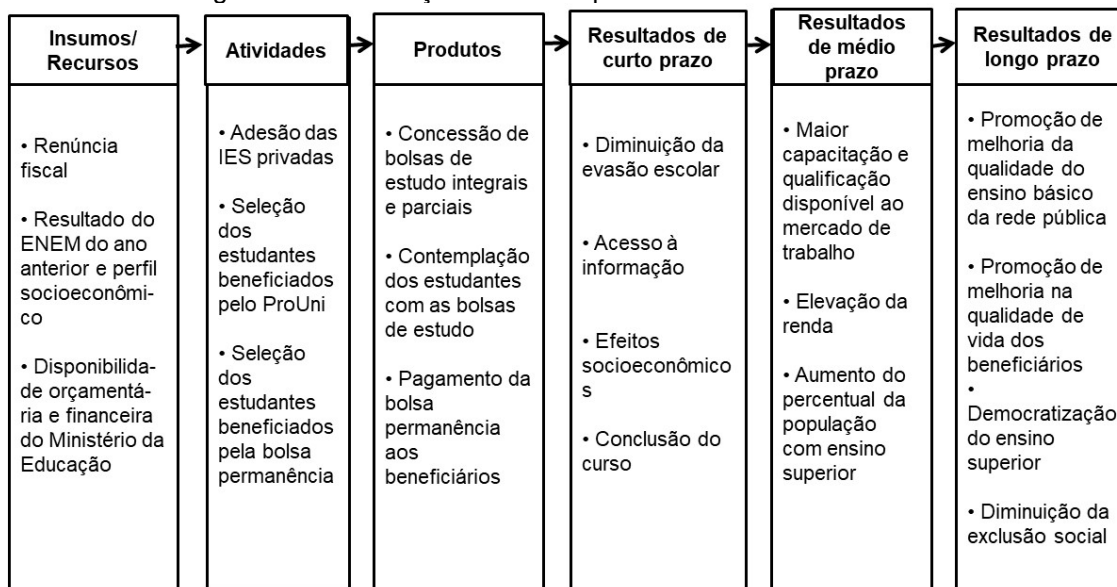 Insumos/
Recursos
• Renúncia
fiscal
• Resultado do
ENEM do ano
anterior e perfil
socioeconômi-
co
• Disponibilida-
de orçamentá-
ria e financeira
do Ministério da
Educação
Atividades
• Adesão das
IES privadas
• Seleção
dos
estudantes
beneficiados
pelo ProUni
• Seleção
dos
estudantes
beneficiados
pela bolsa
permanência
Produtos
• Concessão de
bolsas de
estudo integrais
e parciais
• Contemplação
dos estudantes
com as bolsas
de estudo
• Pagamento da
bolsa
permanência
aos
beneficiários
Resultados de
curto prazo
• Diminuição da
evasão escolar
• Acesso à
informação
• Efeitos
socioeconômico
s
• Conclusão do
curso
Resultados
de médio
prazo
• Maior
capacitação e
qualificação
disponível ao
mercado de
trabalho
• Elevação da
renda
• Aumento do
percentual da
população
com ensino
superior
Resultados de
longo prazo
• Promoção de
melhoria da
qualidade do
ensino básico
da rede pública
• Promoção de
melhoria na
qualidade de
vida dos
beneficiários
•
Democratização
do ensino
superior
• Diminuição da
exclusão social